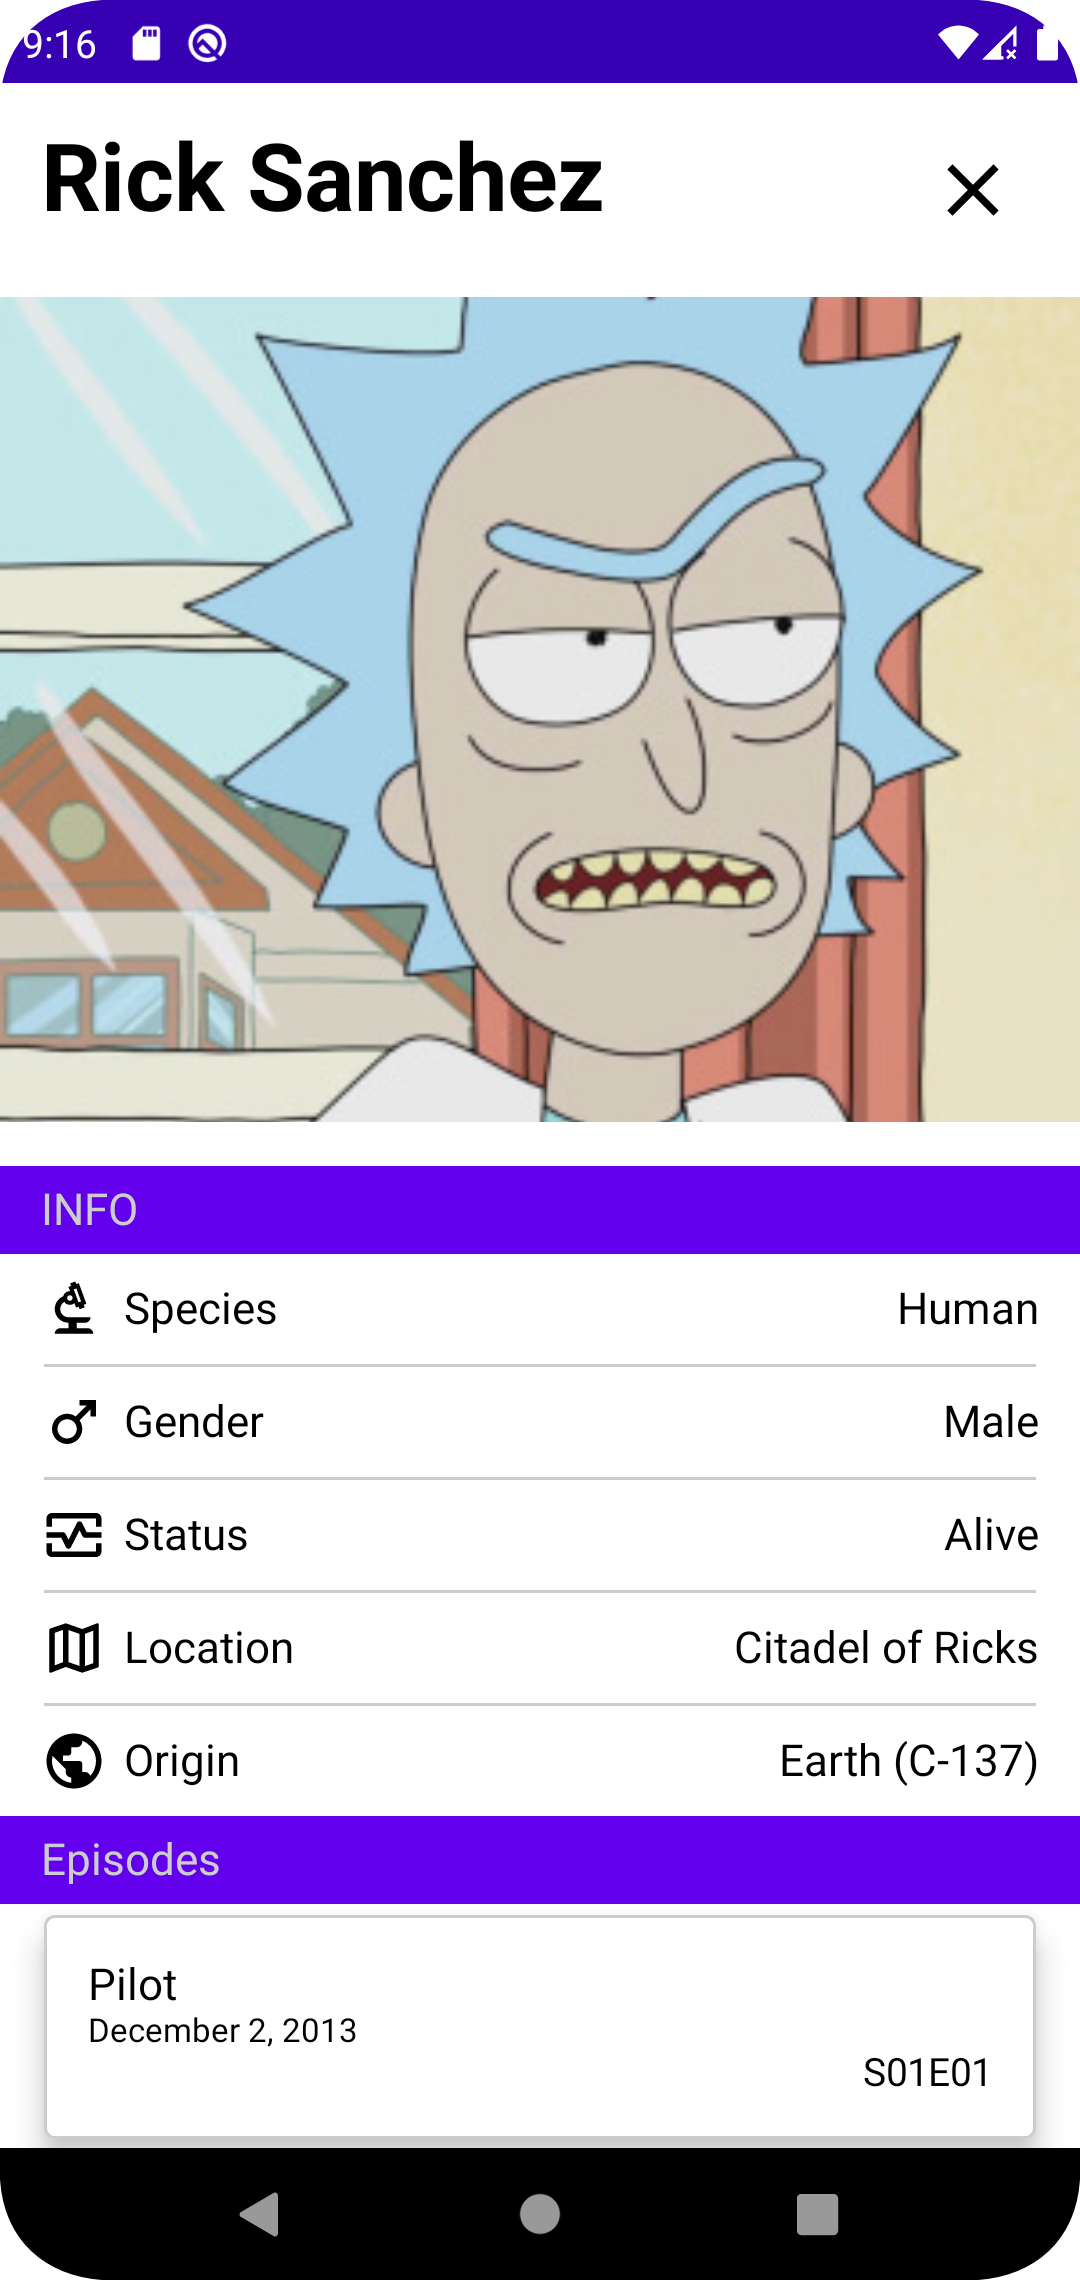 9:16
Rick Sanchez
INFO
Species Human
Gender Male
Status Alive
Location Citadel of Ricks
Origin Earth (C-137)
Episodes
Pilot
December 2, 2013
S01E01